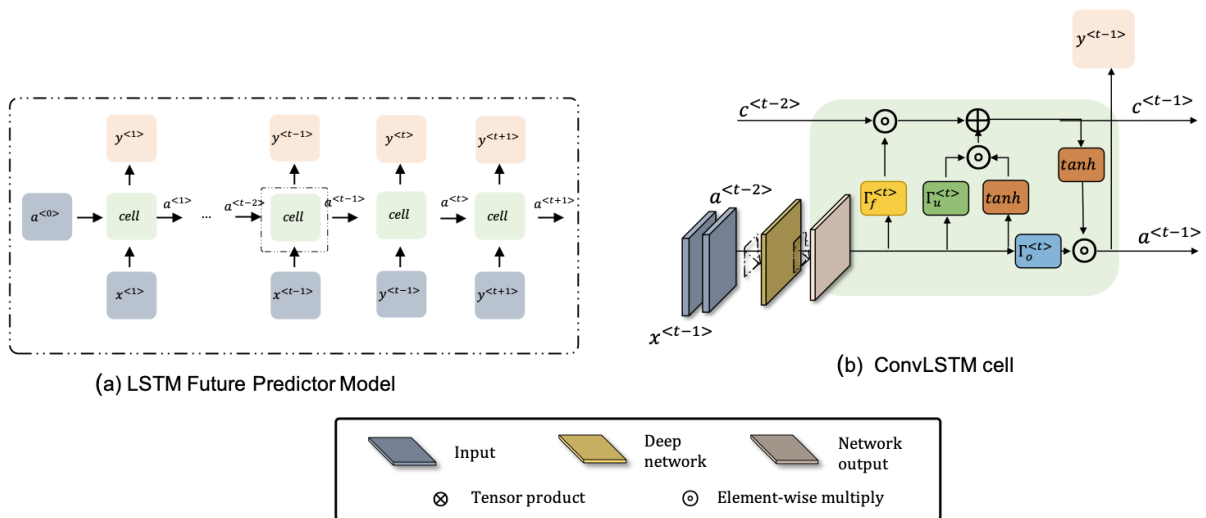 y<1> y<t-1> y<t> y<t+1>
a<0> cell a<1> ... a<t-2> cell a<t-1> cell a<t> cell a<t+1>
x<1> x<t-1> y<t-1> y<t+1>
(a) LSTM Future Predictor Model
y<t-1>
c<t-2> c<t-1>
tanh
a<t-2> Γf<t> Γu<t> tanh
Γo<t> a<t-1>
x<t-1>
(b) ConvLSTM cell
Input Deep network Network output
⊗ Tensor product ⊙ Element-wise multiply